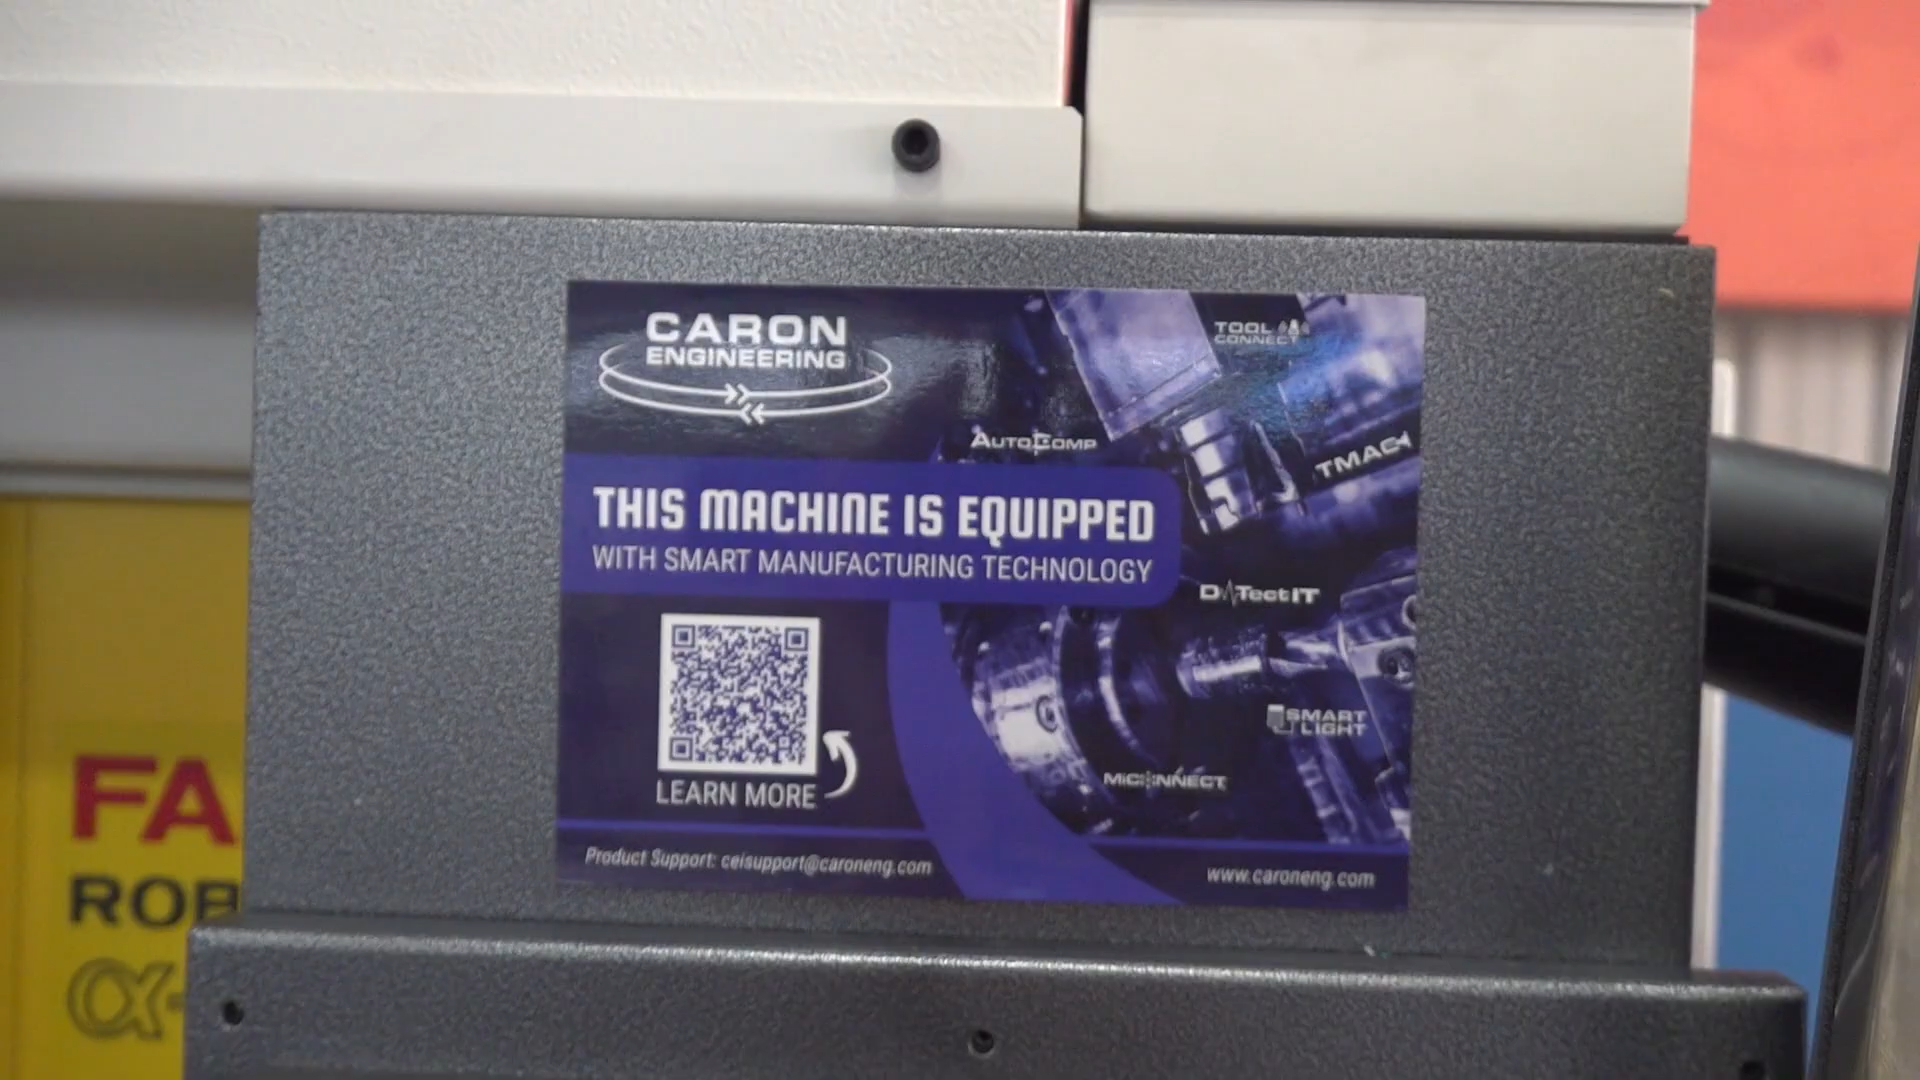 CARON
ENGINEERING
TOOL
CONNECT
AUTOCOMP
TMAC
THIS MACHINE IS EQUIPPED
WITH SMART MANUFACTURING TECHNOLOGY
DTectIT
SMART
LIGHT
MiCONNECT
LEARN MORE
Product Support: ceisupport@caroneng.com
www.caroneng.com
FA
ROB
α-